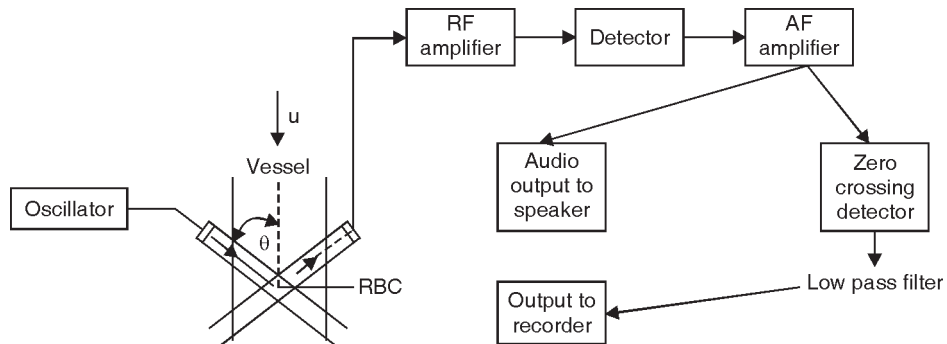 RF
amplifier
Detector
AF
amplifier
u
Vessel
Oscillator
θ
RBC
Audio
output to
speaker
Zero
crossing
detector
Low pass filter
Output to
recorder